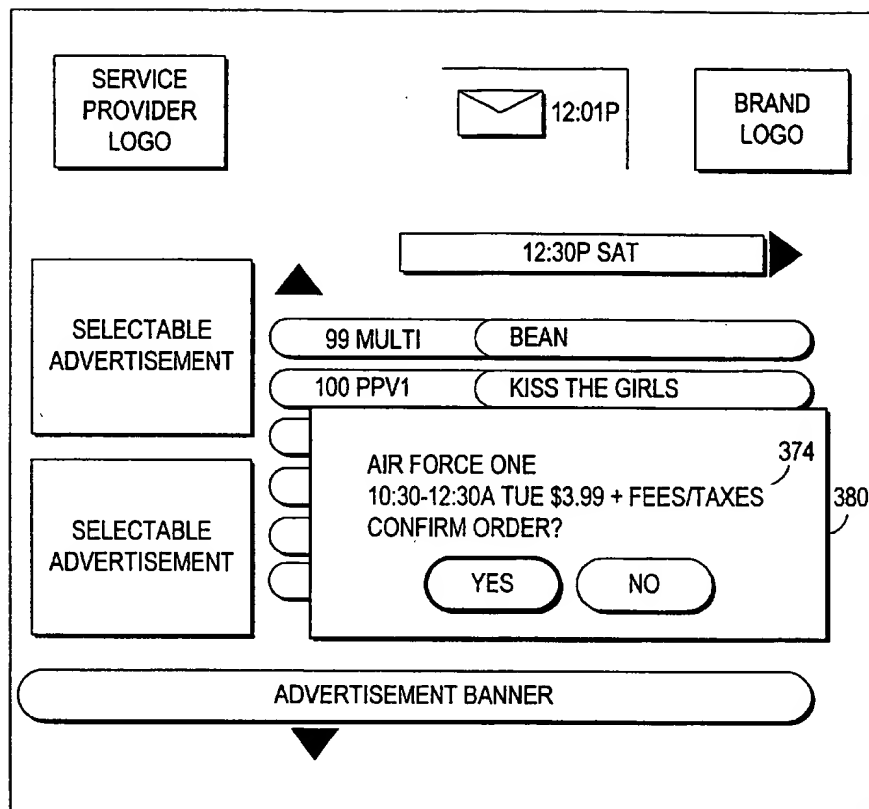 SERVICE
PROVIDER
LOGO
12:01P
BRAND
LOGO
12:30P SAT
SELECTABLE
ADVERTISEMENT
99 MULTI
BEAN
100 PPV1
KISS THE GIRLS
AIR FORCE ONE
374
10:30-12:30A TUE $3.99 + FEES/TAXES
380
CONFIRM ORDER?
YES
NO
SELECTABLE
ADVERTISEMENT
ADVERTISEMENT BANNER